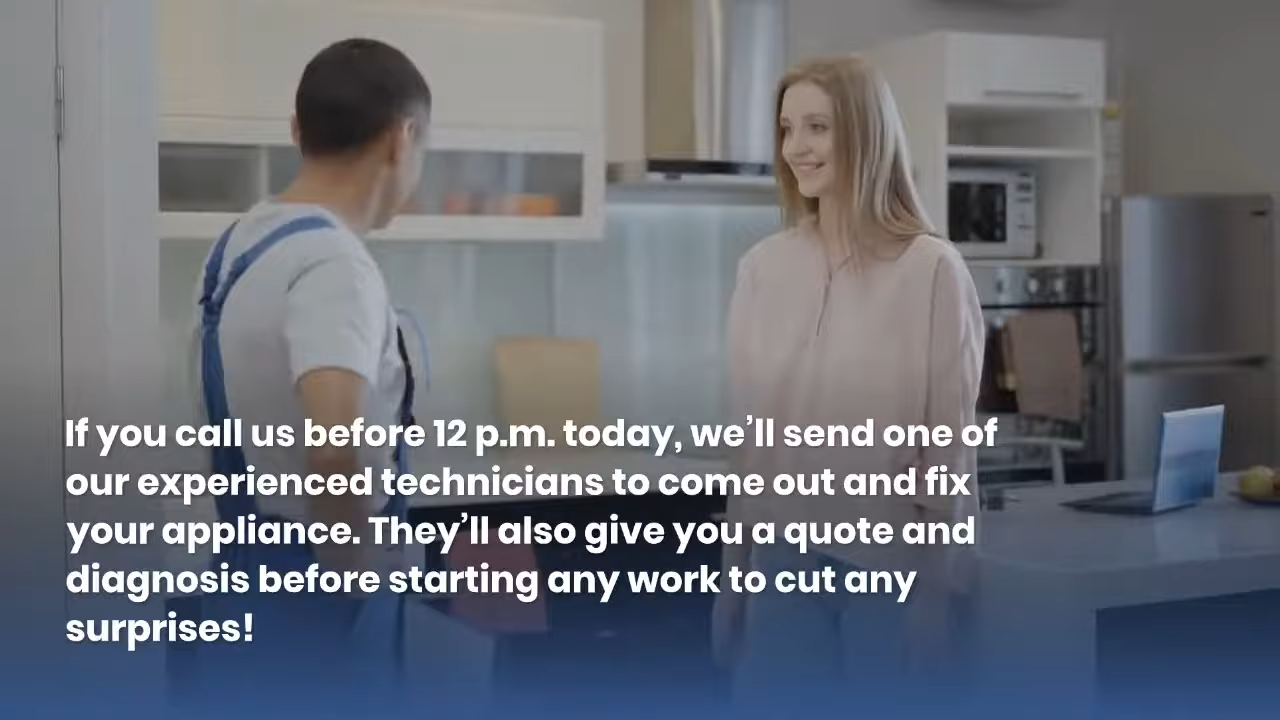 If you call us before 12 p.m. today, we’ll send one of
our experienced technicians to come out and fix
your appliance. They’ll also give you a quote and
diagnosis before starting any work to cut any
surprises!